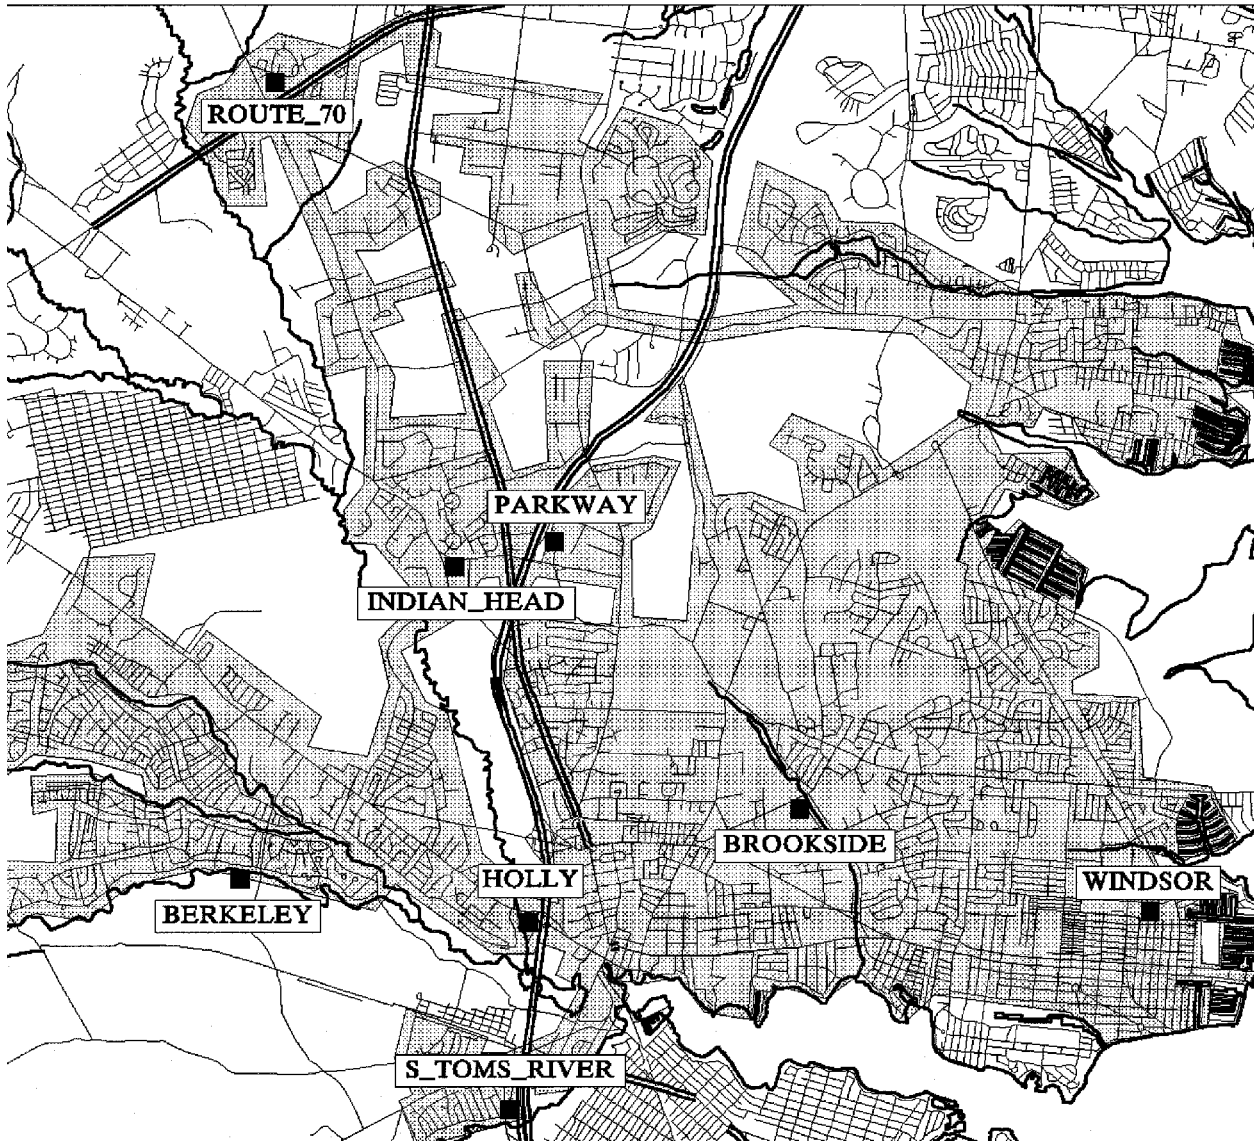 ROUTE_70
PARKWAY
INDIAN_HEAD
BROOKSIDE
HOLLY
WINDSOR
BERKELEY
S_TOMS_RIVER